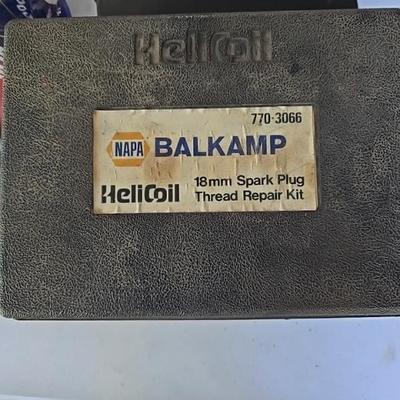 HeliCoil
770-3066
NAPA BALKAMP
HeliCoil 18mm Spark Plug
Thread Repair Kit